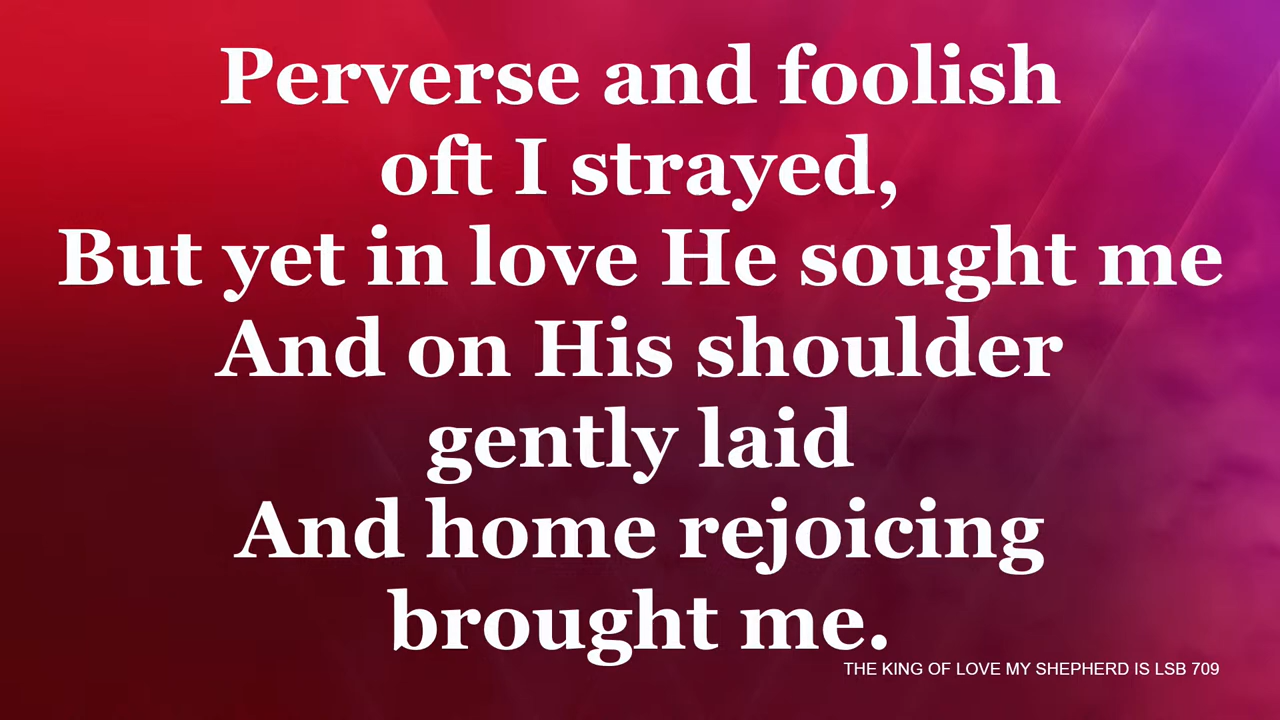 Perverse and foolish
oft I strayed,
But yet in love He sought me
And on His shoulder
gently laid
And home rejoicing
brought me.
THE KING OF LOVE MY SHEPHERD IS LSB 709